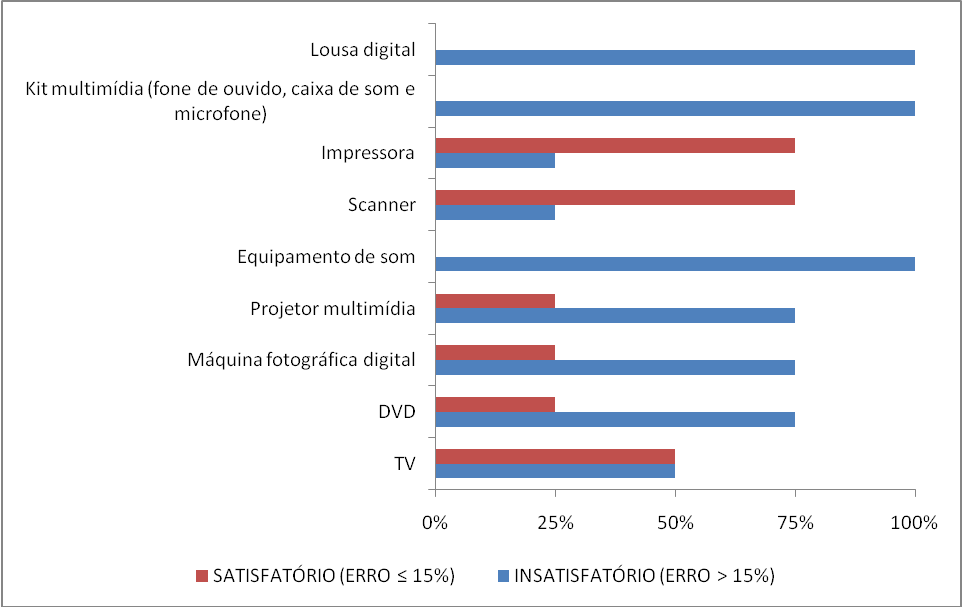 Lousa digital
Kit multimídia (fone de ouvido, caixa de som e
microfone)
Impressora
Scanner
Equipamento de som
Projetor multimídia
Máquina fotográfica digital
DVD
TV
0% 25% 50% 75% 100%
SATISFATÓRIO (ERRO ≤ 15%) INSATISFATÓRIO (ERRO > 15%)